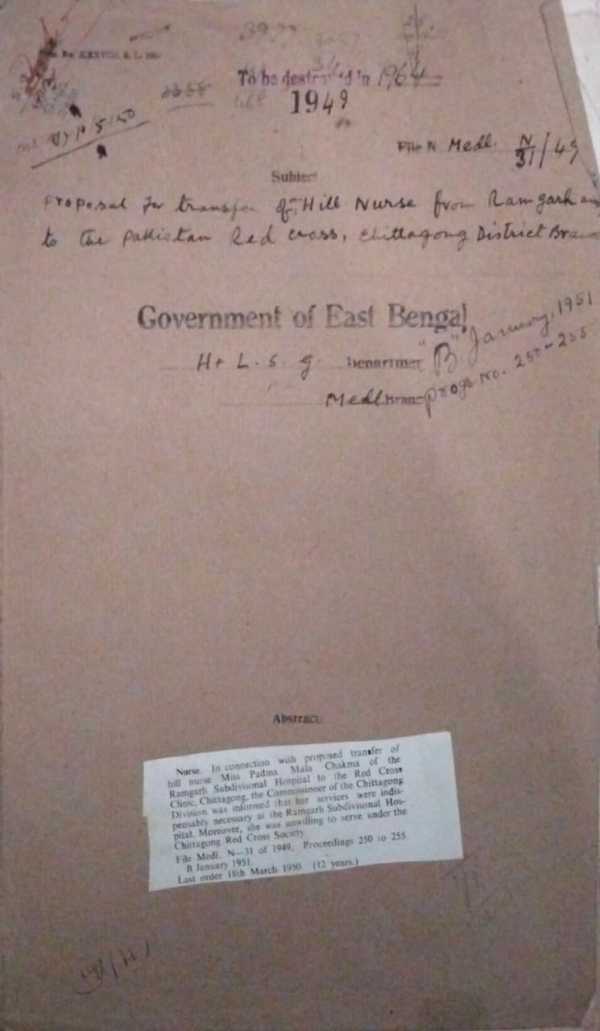 To be destroyed in 1964
1949
File N Medl. N/31/49
Subject
Proposal for transfer of Hill Nurse from Ramgarh
to the Pakistan Red cross, Chittagong District Bran
Government of East Bengal
H & L. S. g. Departmen
"B" January, 1951
Medl. Bran
progs No. 250-255
Abstract
Nurse. In connection with proposed transfer of
hill nurse Miss Padma Mala Chakma of the
Ramgarh Subdivisonal Hospital to the Red Cross
Clinic, Chittagong, the Commissioner of the Chittagong
Division was informed that her services were indis-
pensably necessary at the Ramgarh Subdivisonal Hos-
pital. Moreover, she was unwilling to serve under the
Chittagong Red Cross Society.
File Medl. N—31 of 1949, Proceedings 250 to 255
B January 1951.
Last order 18th March 1950. (12 years.)